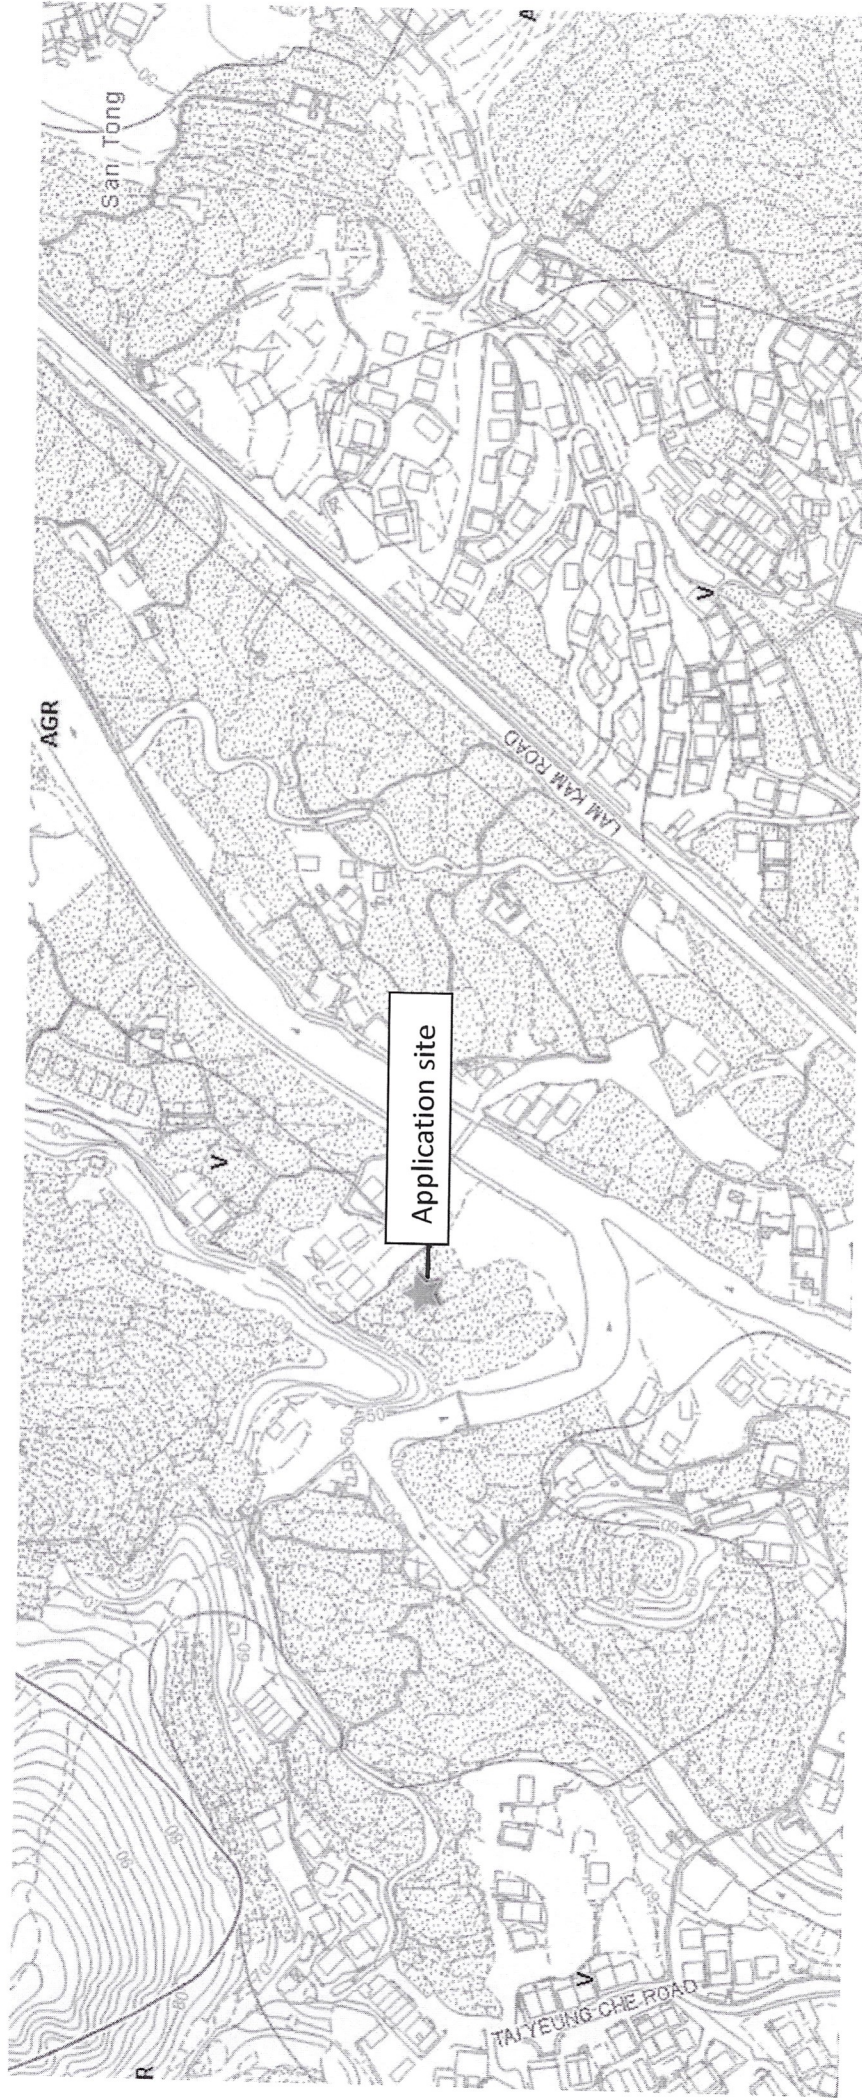 San Tong
AGR
A
LAM KAM ROAD
V
V
Application site
V
TAI YEUNG CHE ROAD
R